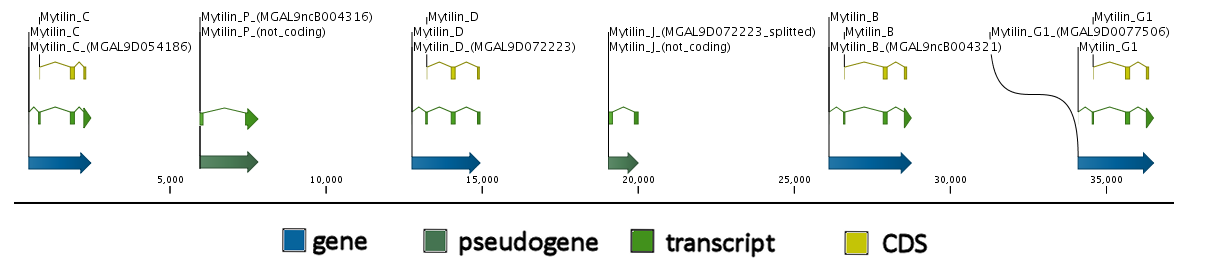 Mytilin_C
Mytilin_C
Mytilin_C_(MGAL9D054186)
Mytilin_P_(MGAL9ncB004316)
Mytilin_P_(not_coding)
Mytilin_D
Mytilin_D
Mytilin_D_(MGAL9D072223)
Mytilin_J_(MGAL9D072223_splitted)
Mytilin_J_(not_coding)
Mytilin_B
Mytilin_B
Mytilin_B_(MGAL9ncB004321)
Mytilin_G1_(MGAL9D0077506)
Mytilin_G1
Mytilin_G1
5,000 10,000 15,000 20,000 25,000 30,000 35,000
gene pseudogene transcript CDS